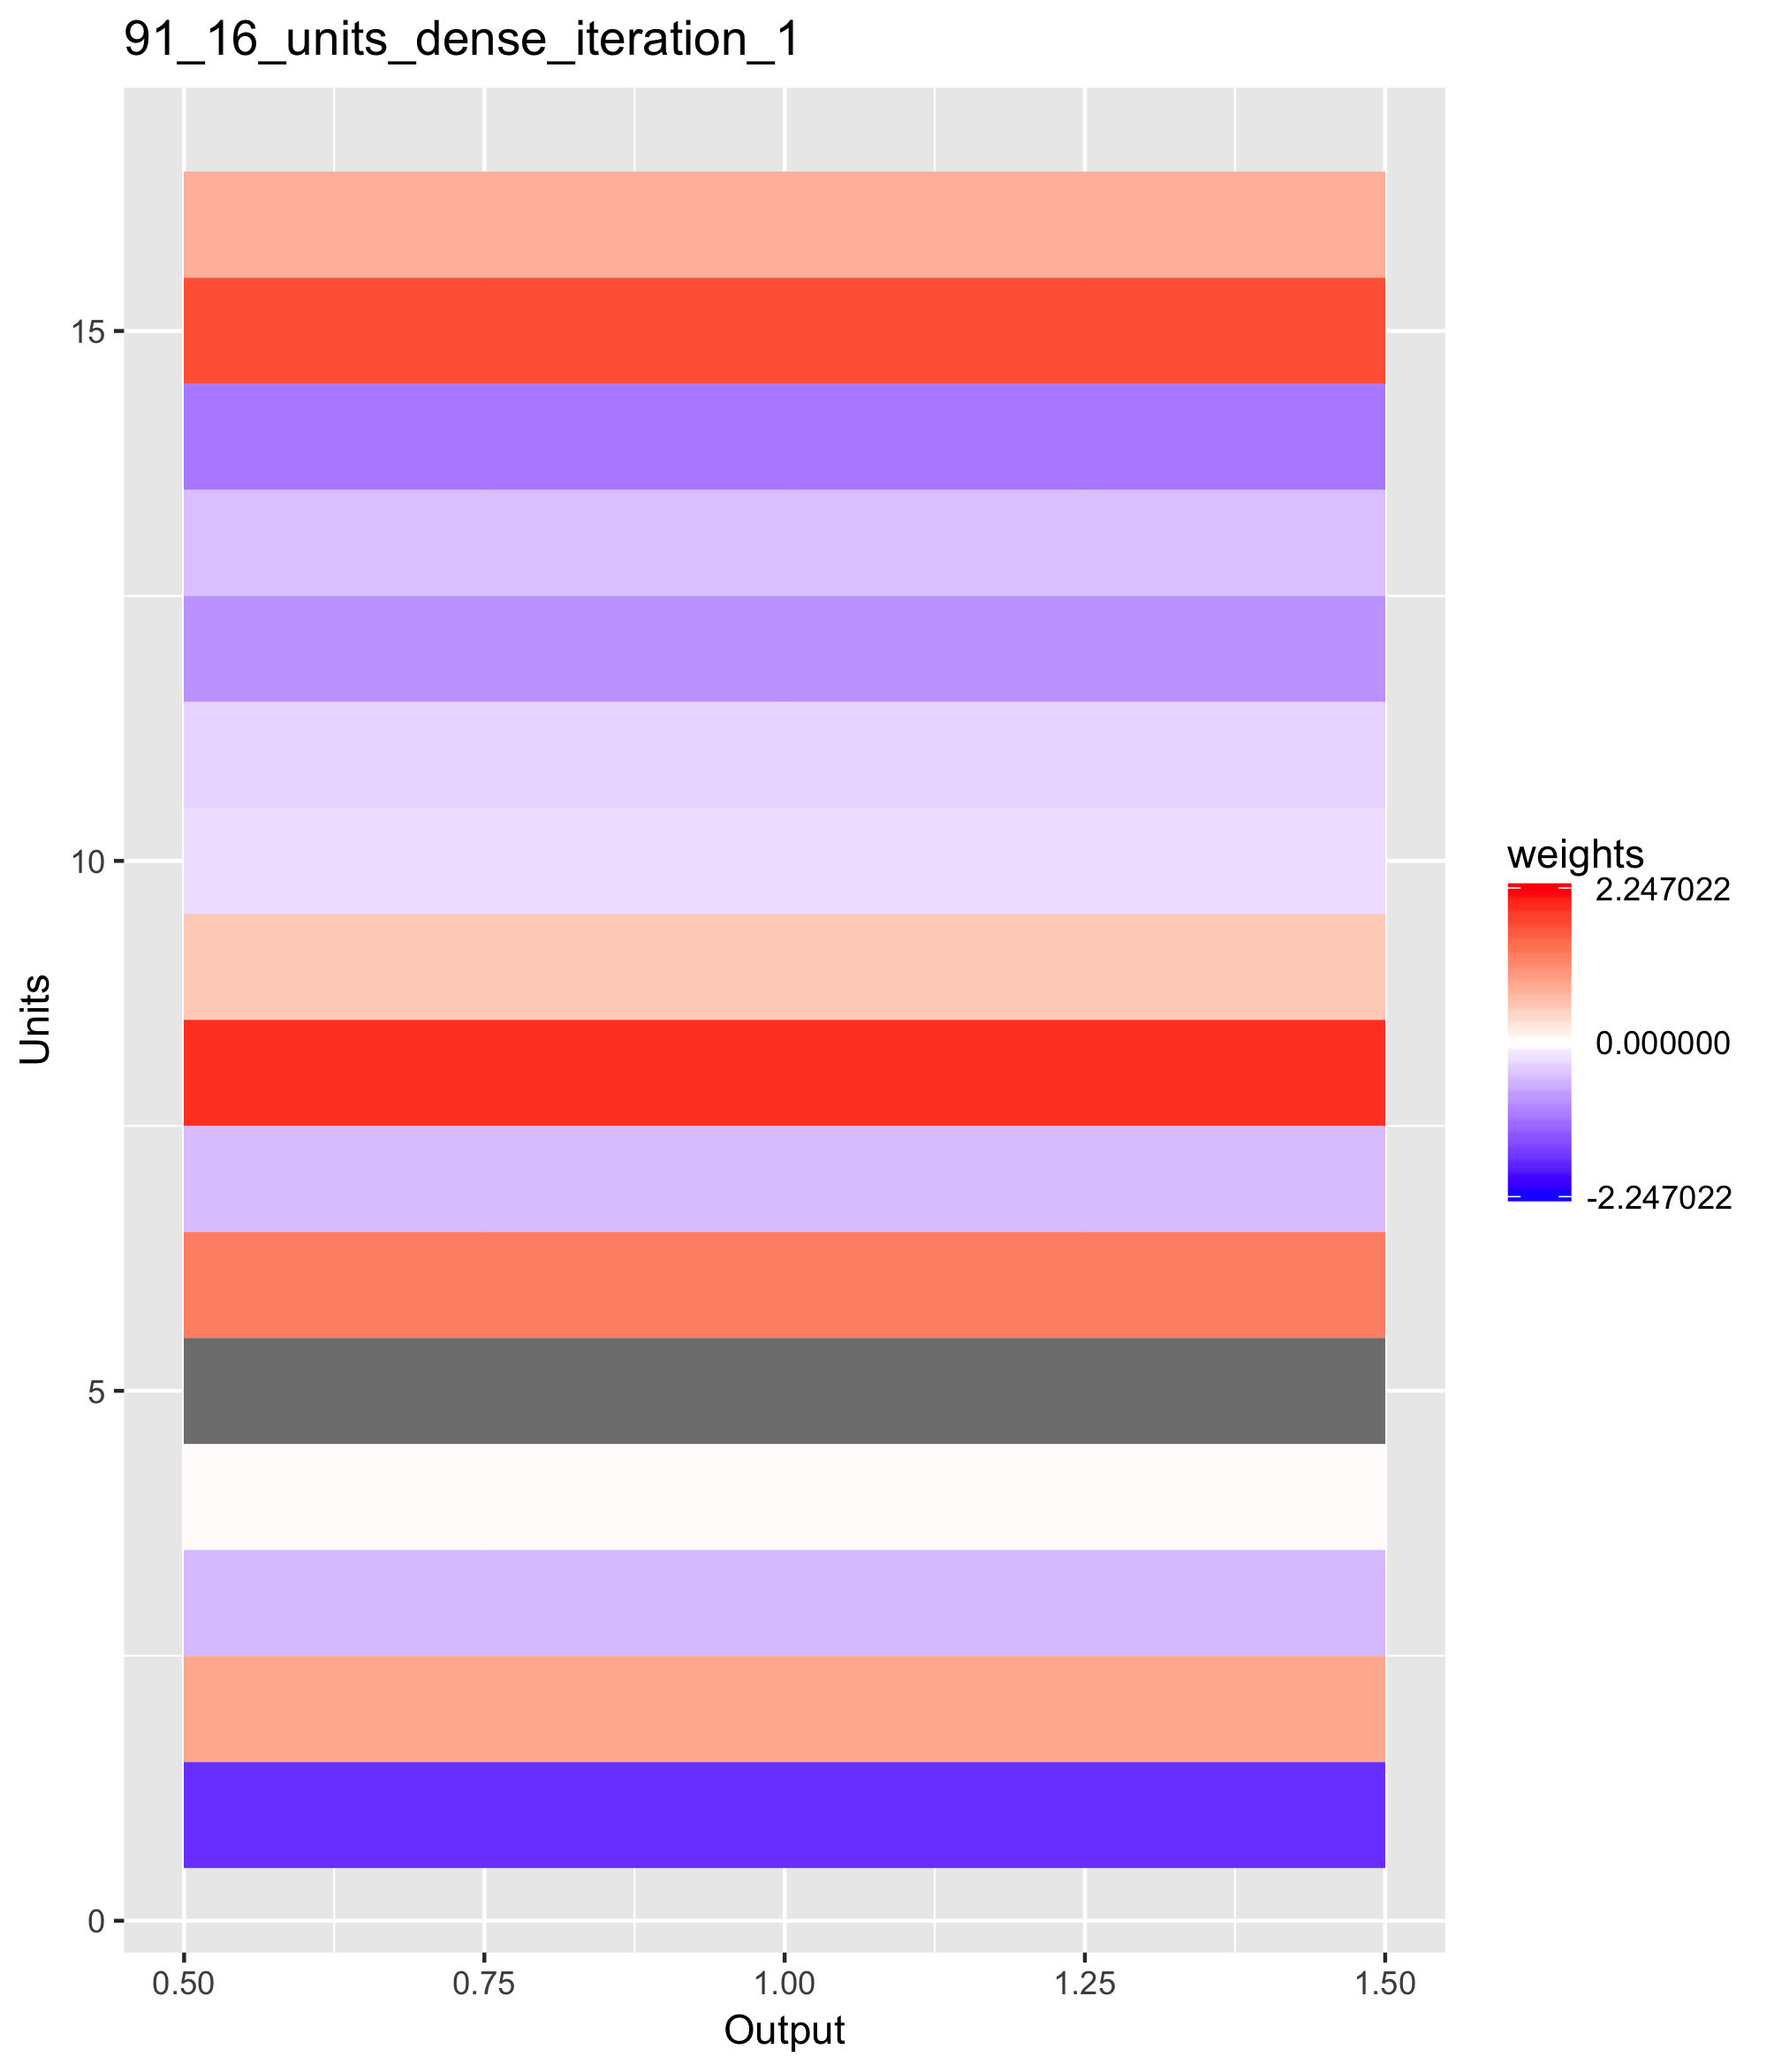 91_16_units_dense_iteration_1
15
10
5
0
Units
0.50 0.75 1.00 1.25 1.50
Output
weights
2.247022
0.000000
-2.247022